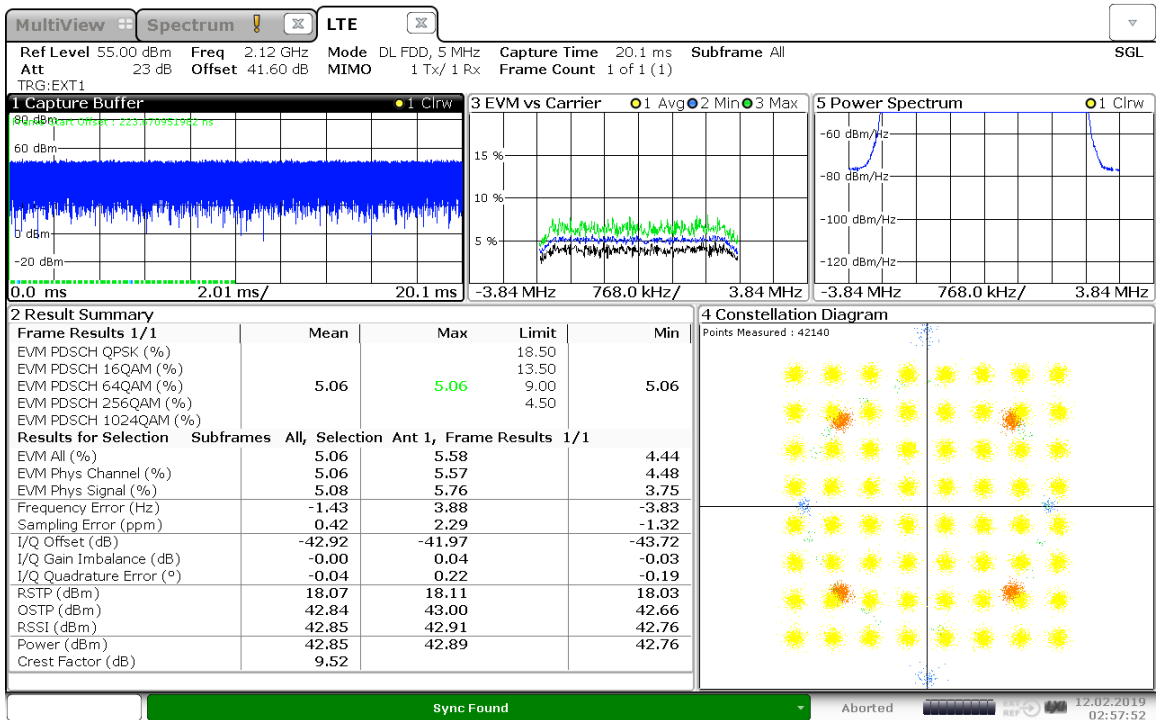 MultiView Spectrum LTE
Ref Level 55.00 dBm Freq 2.12 GHz Mode DL FDD, 5 MHz Capture Time 20.1 ms Subframe All SGL
Att 23 dB Offset 41.60 dB MIMO 1 Tx/ 1 Rx Frame Count 1 of 1 (1)
TRG:EXT1
1 Capture Buffer 1 Clrw
80 dBm
Frame Start Offset : 223.670951962 ns
60 dBm
0 dBm
-20 dBm
0.0 ms 2.01 ms/ 20.1 ms
3 EVM vs Carrier 1 Avg 2 Min 3 Max
15 %
10 %
5 %
-3.84 MHz 768.0 kHz/ 3.84 MHz
5 Power Spectrum 1 Clrw
-60 dBm/Hz
-80 dBm/Hz
-100 dBm/Hz
-120 dBm/Hz
-3.84 MHz 768.0 kHz/ 3.84 MHz
2 Result Summary
Frame Results 1/1 Mean Max Limit Min
EVM PDSCH QPSK (%) 18.50
EVM PDSCH 16QAM (%) 13.50
EVM PDSCH 64QAM (%) 5.06 5.06 9.00 5.06
EVM PDSCH 256QAM (%) 4.50
EVM PDSCH 1024QAM (%)
Results for Selection Subframes All, Selection Ant 1, Frame Results 1/1
EVM All (%) 5.06 5.58 4.44
EVM Phys Channel (%) 5.06 5.57 4.48
EVM Phys Signal (%) 5.08 5.76 3.75
Frequency Error (Hz) -1.43 3.88 -3.83
Sampling Error (ppm) 0.42 2.29 -1.32
I/Q Offset (dB) -42.92 -41.97 -43.72
I/Q Gain Imbalance (dB) -0.00 0.04 -0.03
I/Q Quadrature Error (°) -0.04 0.22 -0.19
RSTP (dBm) 18.07 18.11 18.03
OSTP (dBm) 42.84 43.00 42.66
RSSI (dBm) 42.85 42.91 42.76
Power (dBm) 42.85 42.89 42.76
Crest Factor (dB) 9.52
4 Constellation Diagram
Points Measured : 42140
Sync Found
Aborted
EXT
REF
LXI
12.02.2019
02:57:52